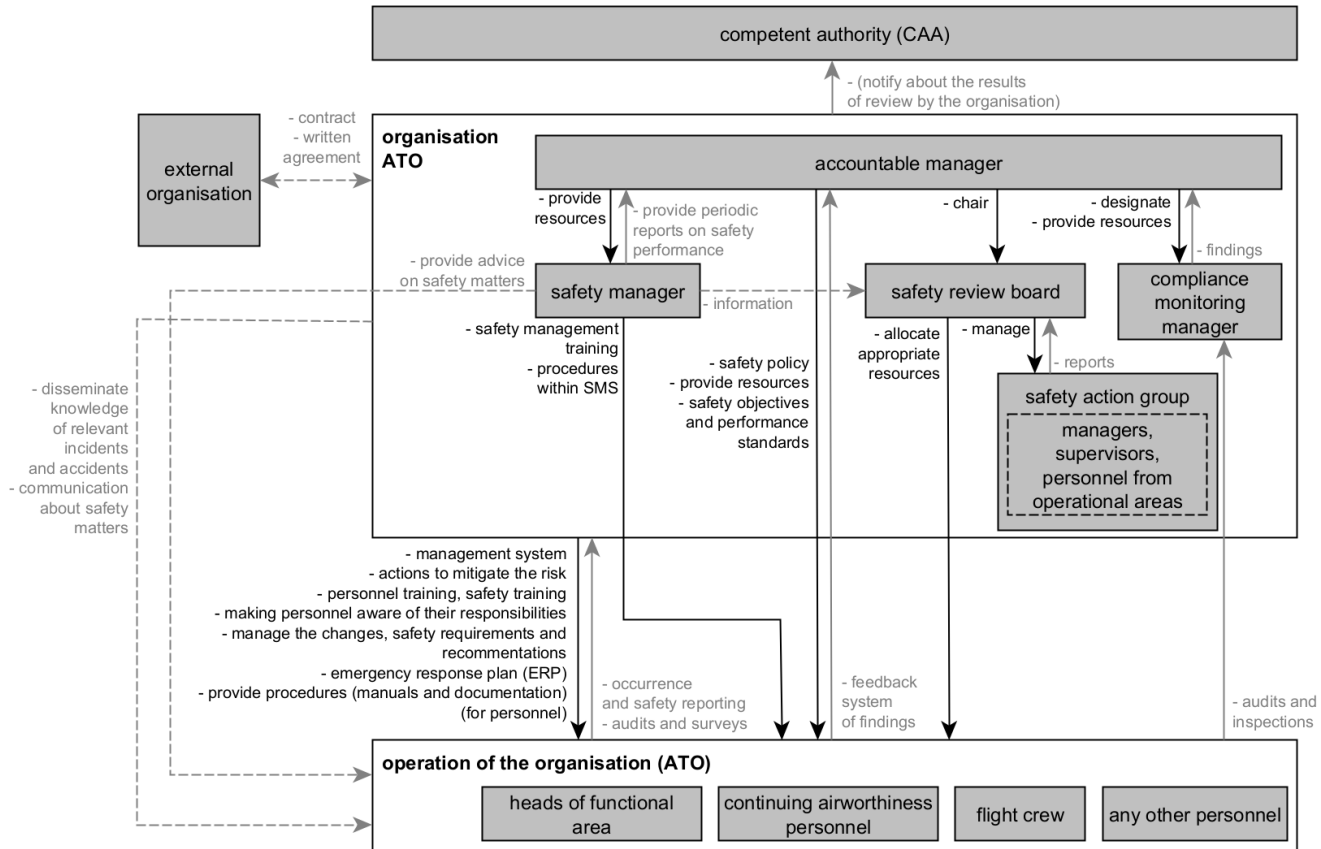 competent authority (CAA)
- (notify about the results
of review by the organisation)
external
organisation
- contract
- written
agreement
organisation
ATO
accountable manager
- provide
resources
- provide periodic
reports on safety
performance
- chair
- designate
- provide resources
- findings
- provide advice
on safety matters
safety manager
- information
safety review board
compliance
monitoring
manager
- safety management
training
- procedures
within SMS
- safety policy
- provide resources
- safety objectives
and performance
standards
- allocate
appropriate
resources
- manage
- reports
safety action group
managers,
supervisors,
personnel from
operational areas
- disseminate
knowledge
of relevant
incidents
and accidents
- communication
about safety
matters
- management system
- actions to mitigate the risk
- personnel training, safety training
- making personnel aware of their responsibilities
- manage the changes, safety requirements and
recommentations
- emergency response plan (ERP)
- provide procedures (manuals and documentation)
(for personnel)
- occurrence
and safety reporting
- audits and surveys
- feedback
system
of findings
- audits and
inspections
operation of the organisation (ATO)
heads of functional
area
continuing airworthiness
personnel
flight crew
any other personnel